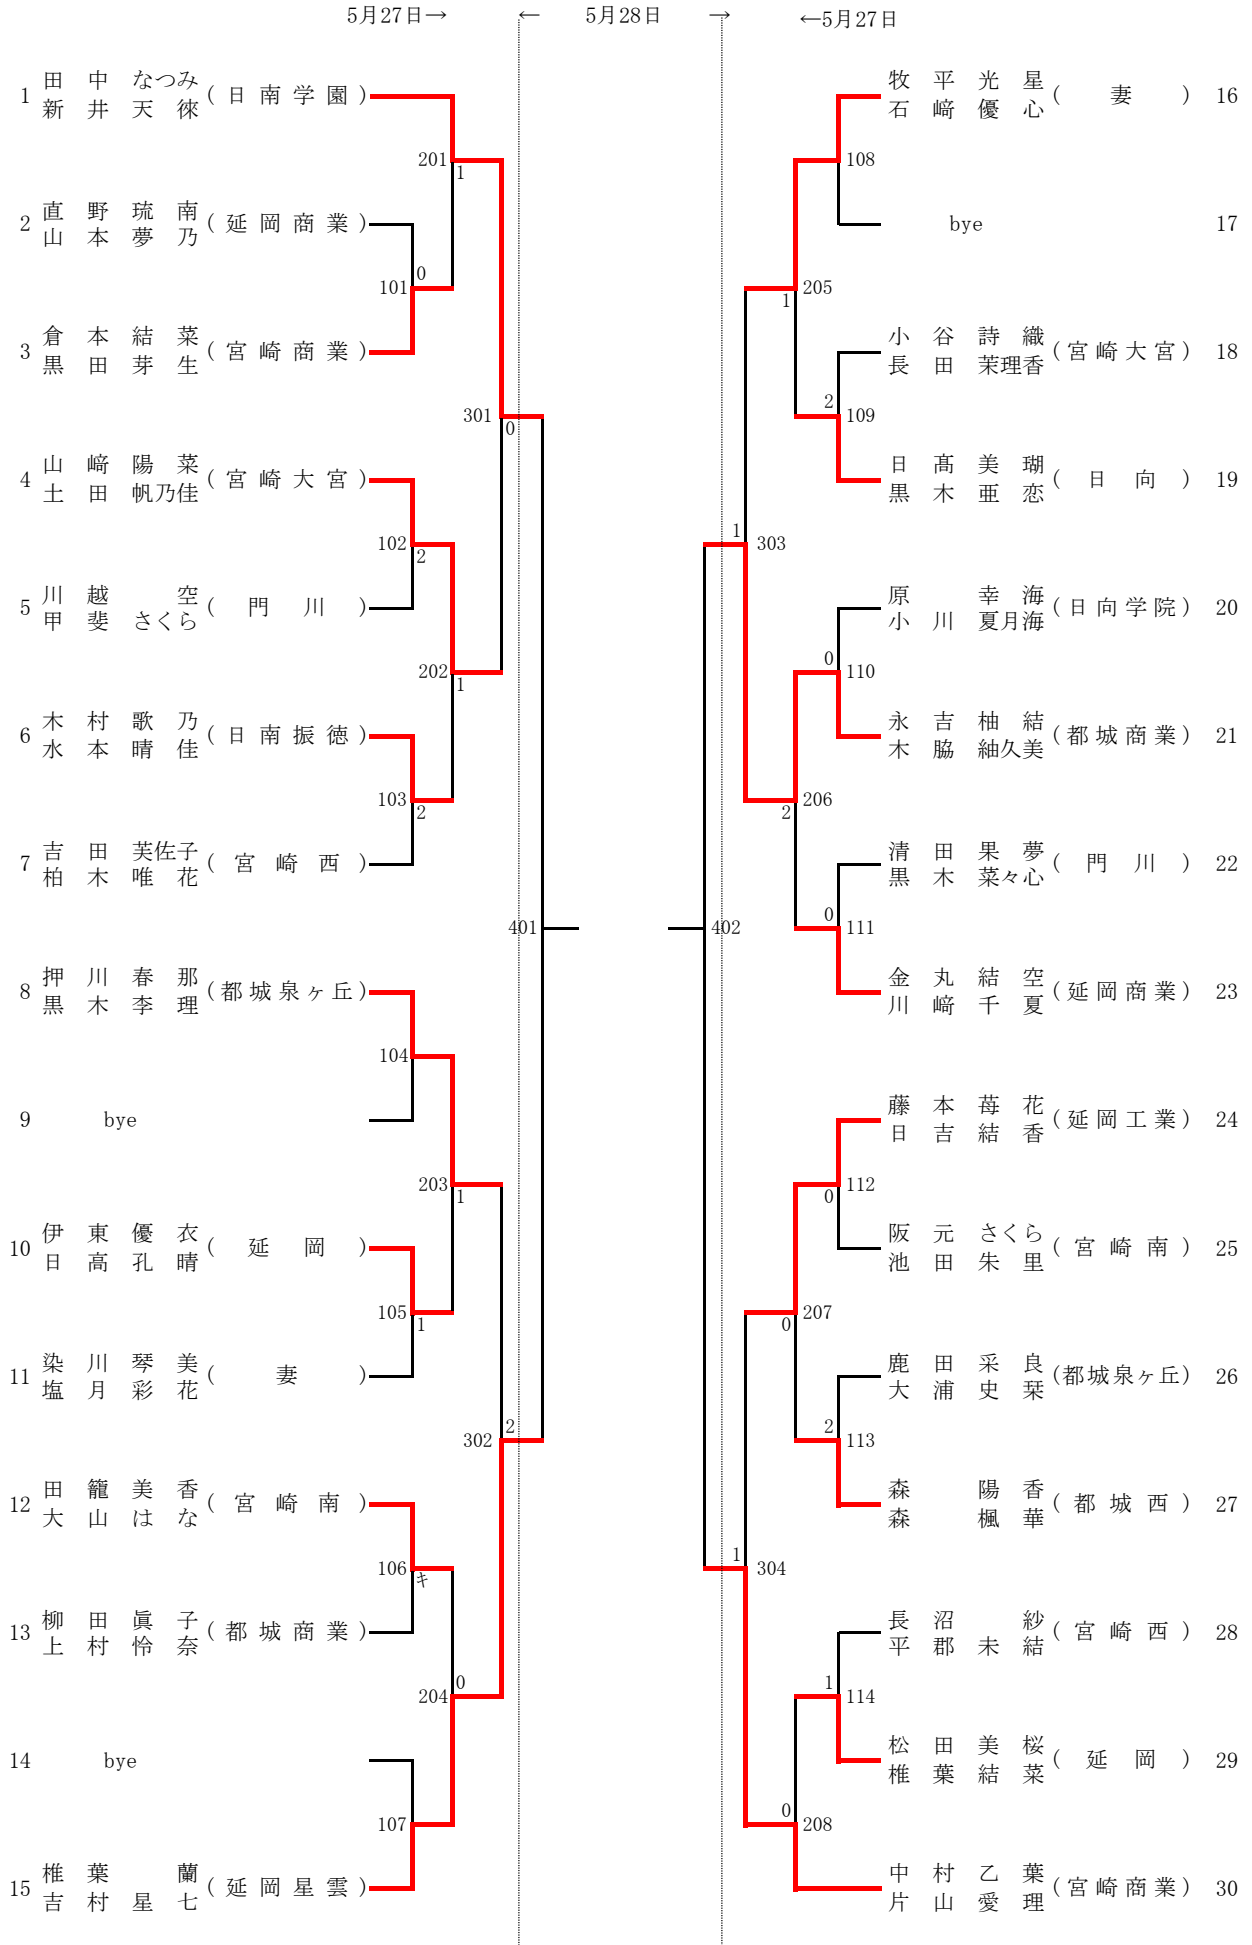 5月27日→ ← 5月28日 → ←5月27日
1 田中 なつみ
新井 天徠 (日南学園)
201
1
2 直野 琉南
山本 夢乃 (延岡商業)
0
101
3 倉本 結菜
黒田 芽生 (宮崎商業)
301
0
4 山﨑 陽菜
土田 帆乃佳 (宮崎大宮)
102
2
5 川越 空
甲斐 さくら (門川)
202
1
6 木村 歌乃
水本 晴佳 (日南振徳)
103
2
7 吉田 芙佐子
柏木 唯花 (宮崎西)
401
8 押川 春那
黒木 李理 (都城泉ヶ丘)
104
9 bye
203
1
10 伊東 優衣
日高 孔晴 (延岡)
105
1
11 染川 琴美
塩月 彩花 (妻)
2
302
12 田籠 美香
大山 はな (宮崎南)
106
キ
13 柳田 眞子
上村 怜奈 (都城商業)
0
204
14 bye
107
15 椎葉 蘭
吉村 星七 (延岡星雲)
牧平 光星
石﨑 優心 (妻) 16
108
bye 17
205
1
小谷 詩織
長田 茉理香 (宮崎大宮) 18
2
109
日髙 美瑚
黒木 亜恋 (日向) 19
1
303
原 幸海
小川 夏月海 (日向学院) 20
0
110
永吉 柚結
木脇 紬久美 (都城商業) 21
206
2
清田 果夢
黒木 菜々心 (門川) 22
0
111
402
金丸 結空
川﨑 千夏 (延岡商業) 23
藤本 苺花
日吉 結香 (延岡工業) 24
112
0
阪元 さくら
池田 朱里 (宮崎南) 25
207
0
鹿田 采良
大浦 史栞 (都城泉ヶ丘) 26
2
113
森 陽香
森 楓華 (都城西) 27
1
304
長沼 紗
平郡 未結 (宮崎西) 28
1
114
松田 美桜
椎葉 結菜 (延岡) 29
0
208
中村 乙葉
片山 愛理 (宮崎商業) 30